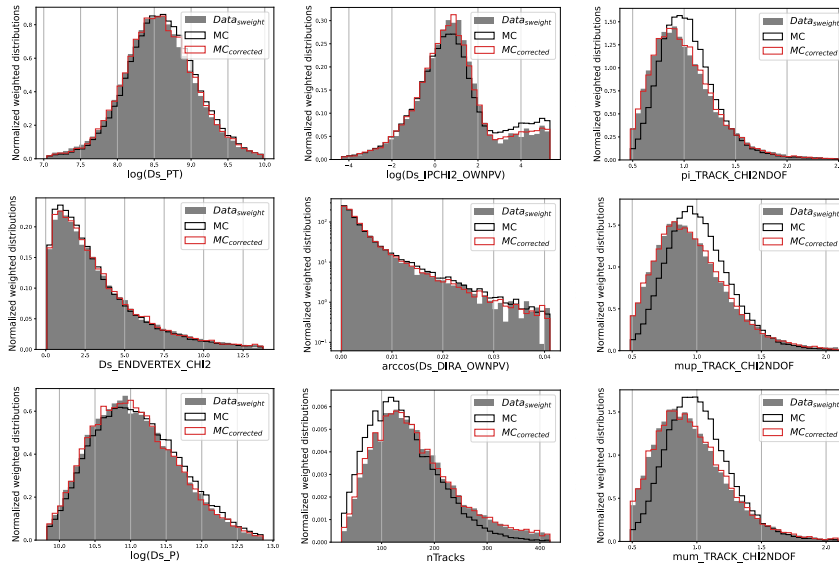 Normalized weighted distributions
0.8
0.6
0.4
0.2
0.0
Data_sweight
MC
MC_corrected
7.0 7.5 8.0 8.5 9.0 9.5 10.0
log(Ds_PT)
Normalized weighted distributions
0.30
0.25
0.20
0.15
0.10
0.05
0.00
Data_sweight
MC
MC_corrected
−4 −2 0 2 4
log(Ds_IPCHI2_OWNPV)
Normalized weighted distributions
1.50
1.25
1.00
0.75
0.50
0.25
0.00
Data_sweight
MC
MC_corrected
0.5 1.0 1.5 2.0 2.5
pi_TRACK_CHI2NDOF
Normalized weighted distributions
0.20
0.15
0.10
0.05
0.00
Data_sweight
MC
MC_corrected
0.0 2.5 5.0 7.5 10.0 12.5
Ds_ENDVERTEX_CHI2
Normalized weighted distributions
10²
10¹
10⁰
10⁻¹
Data_sweight
MC
MC_corrected
0.00 0.01 0.02 0.03 0.04
arccos(Ds_DIRA_OWNPV)
Normalized weighted distributions
1.5
1.0
0.5
0.0
Data_sweight
MC
MC_corrected
0.5 1.0 1.5 2.0
mup_TRACK_CHI2NDOF
Normalized weighted distributions
0.6
0.4
0.2
0.0
Data_sweight
MC
MC_corrected
10.0 10.5 11.0 11.5 12.0 12.5 13.0
log(Ds_P)
Normalized weighted distributions
0.006
0.005
0.004
0.003
0.002
0.001
0.000
Data_sweight
MC
MC_corrected
100 200 300 400
nTracks
Normalized weighted distributions
1.5
1.0
0.5
0.0
Data_sweight
MC
MC_corrected
0.5 1.0 1.5 2.0
mum_TRACK_CHI2NDOF